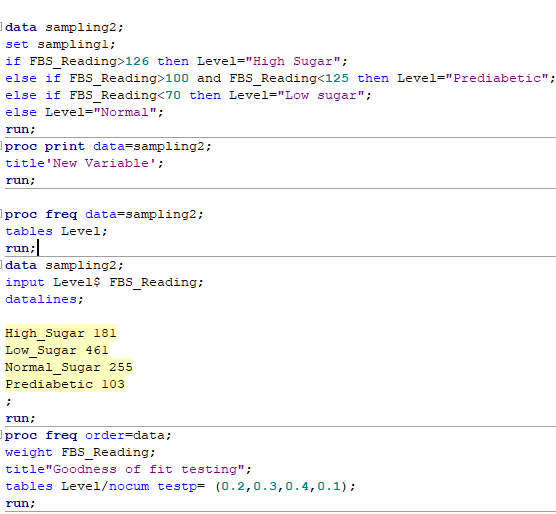 data sampling2;
set sampling1;
if FBS_Reading>126 then Level="High Sugar";
else if FBS_Reading>100 and FBS_Reading<125 then Level="Prediabetic";
else if FBS_Reading<70 then Level="Low sugar";
else Level="Normal";
run;
proc print data=sampling2;
title'New Variable';
run;
proc freq data=sampling2;
tables Level;
run;
data sampling2;
input Level$ FBS_Reading;
datalines;
High_Sugar 181
Low_Sugar 461
Normal_Sugar 255
Prediabetic 103
;
run;
proc freq order=data;
weight FBS_Reading;
title"Goodness of fit testing";
tables Level/nocum testp= (0.2,0.3,0.4,0.1);
run;